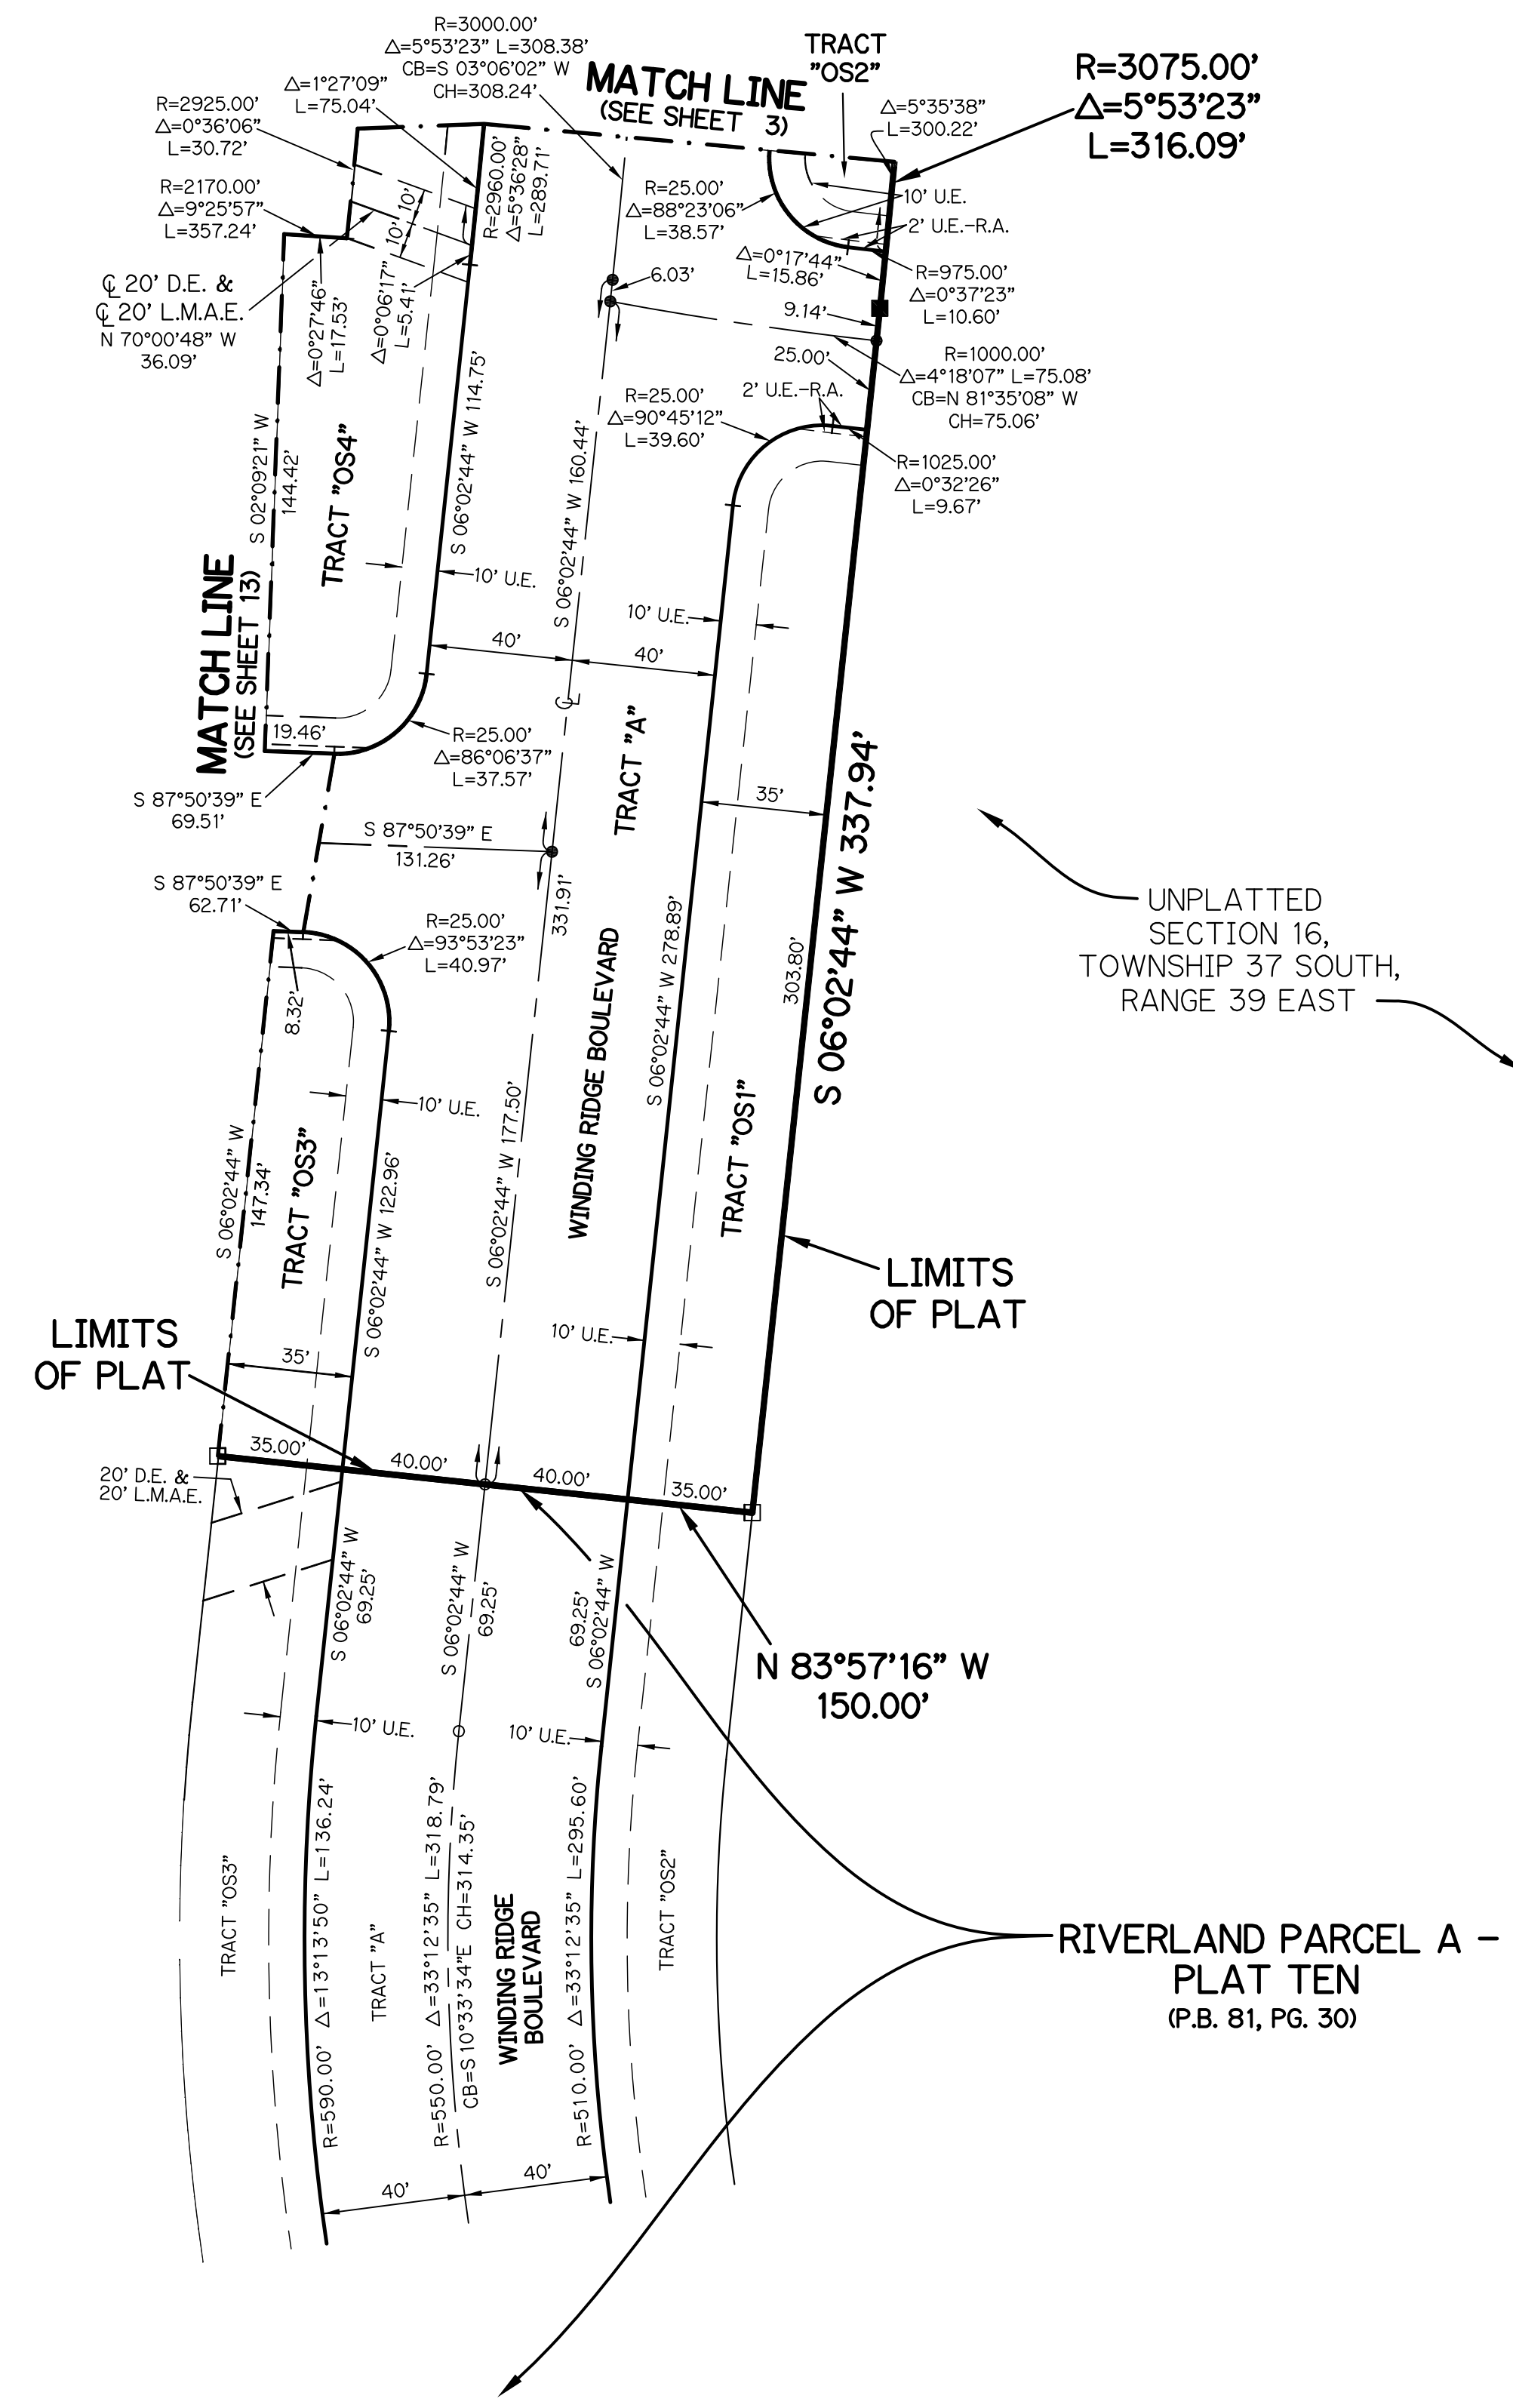 R=3000.00'
△=5°53'23" L=308.38'
CB=S 03°06'02" W
CH=308.24'
TRACT
"OS2"
MATCH LINE
(SEE SHEET 3)
R=3075.00'
△=5°53'23"
L=316.09'
△=1°27'09"
L=75.04'
R=2925.00'
△=0°36'06"
L=30.72'
△=5°35'38"
L=300.22'
R=2170.00'
△=9°25'57"
L=357.24'
10'
10'
R=2960.00'
△=5°36'28"
L=289.71'
R=25.00'
△=88°23'06"
L=38.57'
10' U.E.
2' U.E.-R.A.
△=0°17'44"
L=15.86'
6.03'
R=975.00'
△=0°37'23"
L=10.60'
℄ 20' D.E. &
℄ 20' L.M.A.E.
N 70°00'48" W
36.09'
△=0°27'46"
L=17.53'
△=0°06'17"
L=5.41'
9.14'
25.00'
R=1000.00'
△=4°18'07" L=75.08'
CB=N 81°35'08" W
CH=75.06'
R=25.00'
△=90°45'12"
L=39.60'
2' U.E.-R.A.
R=1025.00'
△=0°32'26"
L=9.67'
S 02°09'21" W
144.42'
TRACT "OS4"
S 06°02'44" W 114.75'
S 06°02'44" W 160.44'
MATCH LINE
(SEE SHEET 13)
10' U.E.
10' U.E.
40'
40'
℄
19.46'
R=25.00'
△=86°06'37"
L=37.57'
TRACT "A"
S 87°50'39" E
69.51'
35'
S 06°02'44" W 337.94'
S 87°50'39" E
131.26'
S 87°50'39" E
62.71'
331.91'
R=25.00'
△=93°53'23"
L=40.97'
8.32'
UNPLATTED
SECTION 16,
TOWNSHIP 37 SOUTH,
RANGE 39 EAST
S 06°02'44" W 278.89'
303.80'
WINDING RIDGE BOULEVARD
10' U.E.
S 06°02'44" W
147.34'
TRACT "OS3"
S 06°02'44" W 122.96'
S 06°02'44" W 177.50'
TRACT "OS1"
LIMITS
OF PLAT
LIMITS
OF PLAT
10' U.E.
35'
35.00'
40.00'
40.00'
35.00'
20' D.E. &
20' L.M.A.E.
S 06°02'44" W
69.25'
S 06°02'44" W
69.25'
69.25'
S 06°02'44" W
N 83°57'16" W
150.00'
10' U.E.
10' U.E.
TRACT "OS3"
R=590.00' △=13°13'50" L=136.24'
TRACT "A"
R=550.00' △=33°12'35" L=318.79'
CB=S10°33'34"E CH=314.35'
WINDING RIDGE
BOULEVARD
R=510.00' △=33°12'35" L=295.60'
TRACT "OS2"
RIVERLAND PARCEL A -
PLAT TEN
(P.B. 81, PG. 30)
40'
40'